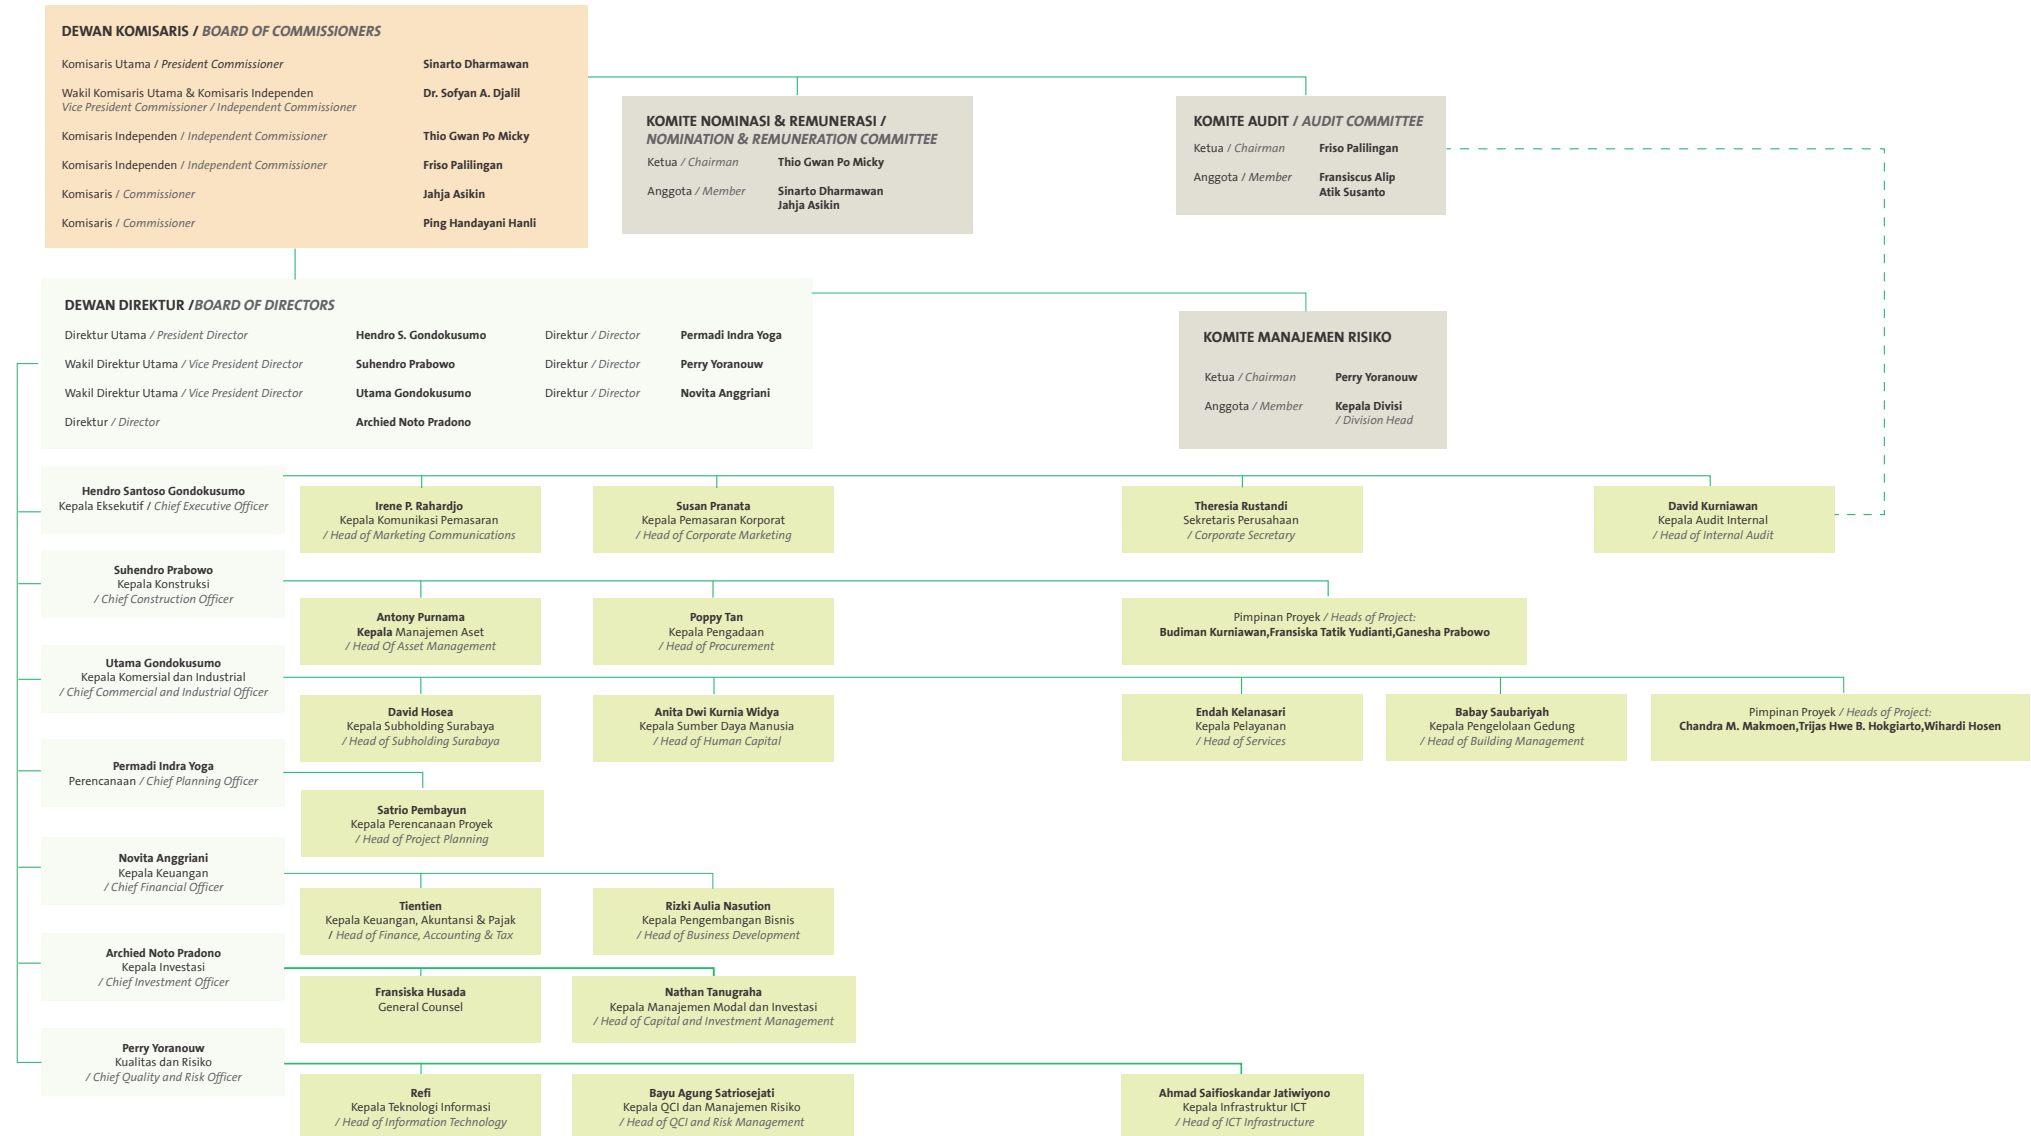 DEWAN KOMISARIS / BOARD OF COMMISSIONERS
Komisaris Utama / President Commissioner Sinarto Dharmawan
Wakil Komisaris Utama & Komisaris Independen Dr. Sofyan A. Djalil
Vice President Commissioner / Independent Commissioner
Komisaris Independen / Independent Commissioner Thio Gwan Po Micky
Komisaris Independen / Independent Commissioner Friso Palilingan
Komisaris / Commissioner Jahja Asikin
Komisaris / Commissioner Ping Handayani Hanli
KOMITE NOMINASI & REMUNERASI /
NOMINATION & REMUNERATION COMMITTEE
Ketua / Chairman Thio Gwan Po Micky
Anggota / Member Sinarto Dharmawan
Jahja Asikin
KOMITE AUDIT / AUDIT COMMITTEE
Ketua / Chairman Friso Palilingan
Anggota / Member Fransiscus Alip
Atik Susanto
DEWAN DIREKTUR /BOARD OF DIRECTORS
Direktur Utama / President Director Hendro S. Gondokusumo Direktur / Director Permadi Indra Yoga
Wakil Direktur Utama / Vice President Director Suhendro Prabowo Direktur / Director Perry Yoranouw
Wakil Direktur Utama / Vice President Director Utama Gondokusumo Direktur / Director Novita Anggriani
Direktur / Director Archied Noto Pradono
KOMITE MANAJEMEN RISIKO
Ketua / Chairman Perry Yoranouw
Anggota / Member Kepala Divisi
/ Division Head
Hendro Santoso Gondokusumo
Kepala Eksekutif / Chief Executive Officer
Irene P. Rahardjo
Kepala Komunikasi Pemasaran
/ Head of Marketing Communications
Susan Pranata
Kepala Pemasaran Korporat
/ Head of Corporate Marketing
Theresia Rustandi
Sekretaris Perusahaan
/ Corporate Secretary
David Kurniawan
Kepala Audit Internal
/ Head of Internal Audit
Suhendro Prabowo
Kepala Konstruksi
/ Chief Construction Officer
Antony Purnama
Kepala Manajemen Aset
/ Head Of Asset Management
Poppy Tan
Kepala Pengadaan
/ Head of Procurement
Pimpinan Proyek / Heads of Project:
Budiman Kurniawan,Fransiska Tatik Yudianti,Ganesha Prabowo
Utama Gondokusumo
Kepala Komersial dan Industrial
/ Chief Commercial and Industrial Officer
David Hosea
Kepala Subholding Surabaya
/ Head of Subholding Surabaya
Anita Dwi Kurnia Widya
Kepala Sumber Daya Manusia
/ Head of Human Capital
Endah Kelanasari
Kepala Pelayanan
/ Head of Services
Babay Saubariyah
Kepala Pengelolaan Gedung
/ Head of Building Management
Pimpinan Proyek / Heads of Project:
Chandra M. Makmoen,Trijas Hwe B. Hokgiarto,Wihardi Hosen
Permadi Indra Yoga
Perencanaan / Chief Planning Officer
Satrio Pembayun
Kepala Perencanaan Proyek
/ Head of Project Planning
Novita Anggriani
Kepala Keuangan
/ Chief Financial Officer
Tientien
Kepala Keuangan, Akuntansi & Pajak
/ Head of Finance, Accounting & Tax
Rizki Aulia Nasution
Kepala Pengembangan Bisnis
/ Head of Business Development
Archied Noto Pradono
Kepala Investasi
/ Chief Investment Officer
Fransiska Husada
General Counsel
Nathan Tanugraha
Kepala Manajemen Modal dan Investasi
/ Head of Capital and Investment Management
Perry Yoranouw
Kualitas dan Risiko
/ Chief Quality and Risk Officer
Refi
Kepala Teknologi Informasi
/ Head of Information Technology
Bayu Agung Satriosejati
Kepala QCI dan Manajemen Risiko
/ Head of QCI and Risk Management
Ahmad Saifioskandar Jatiwiyono
Kepala Infrastruktur ICT
/ Head of ICT Infrastructure